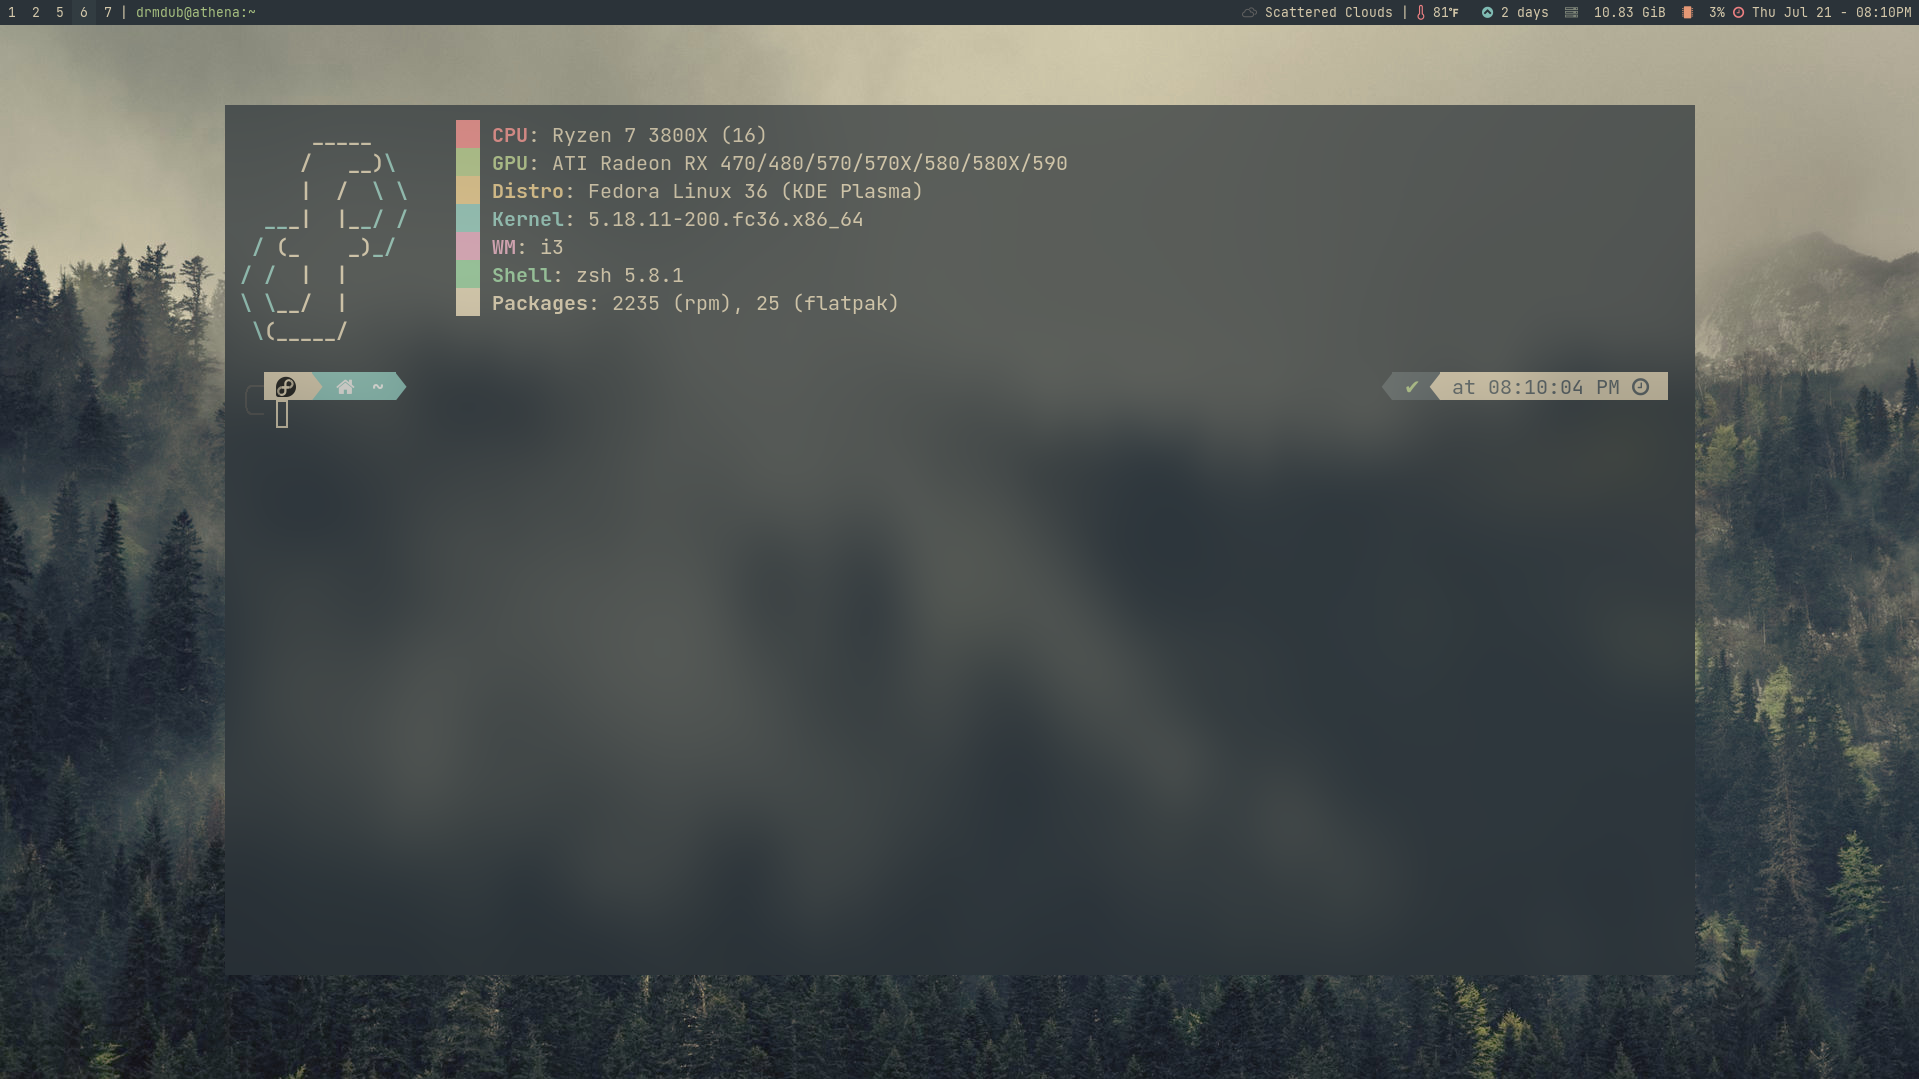 1 2 5 6 7 | drmdub@athena:~ Scattered Clouds | 81°F 2 days 10.83 GiB 3% Thu Jul 21 - 08:10PM
CPU: Ryzen 7 3800X (16)
GPU: ATI Radeon RX 470/480/570/570X/580/580X/590
Distro: Fedora Linux 36 (KDE Plasma)
Kernel: 5.18.11-200.fc36.x86_64
WM: i3
Shell: zsh 5.8.1
Packages: 2235 (rpm), 25 (flatpak)
~ ✔ at 08:10:04 PM